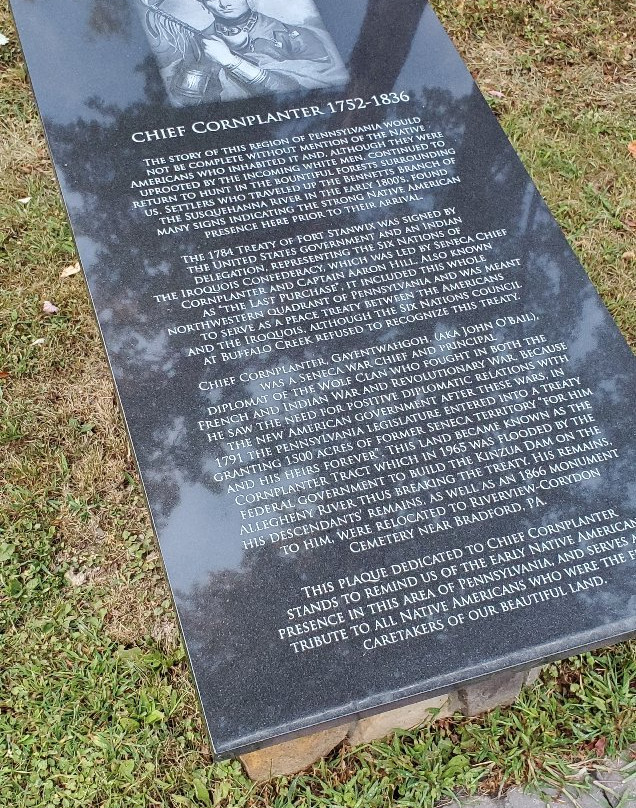 Chief Cornplanter 1752-1836
The story of this region of Pennsylvania would
not be complete without mention of the Native
Americans who inhabited it and, although they were
uprooted by the incoming white men, continued to
return to hunt in the bountiful forests surrounding
us. Settlers who traveled up the Bennetts Branch of
the Susquehanna River in the early 1800's, found
many signs indicating the strong Native American
presence here prior to their arrival.
The 1784 Treaty of Fort Stanwix was signed by
the United States Government and an Indian
delegation, representing the Six Nations of
the Iroquois Confederacy, which was led by Seneca Chief
Cornplanter and Captain Aaron Hill. Also known
as "The Last Purchase", it included this whole
northwestern quadrant of Pennsylvania and was meant
to serve as a peace treaty between the Americans
and the Iroquois, although the Six Nations Council
at Buffalo Creek refused to recognize this treaty.
Chief Cornplanter, Gayentwahgoh, (aka John O'Bail),
was a Seneca war chief and principal
diplomat of the Wolf Clan who fought in both the
French and Indian War and Revolutionary War. Because
he saw the need for positive diplomatic relations with
the new American government after these wars, in
1791 the Pennsylvania Legislature entered into a treaty
granting 1500 acres of former Seneca territory "for him
and his heirs forever". This land became known as the
Cornplanter Tract which in 1965 was flooded by the
federal government to build the Kinzua Dam on the
Allegheny River thus breaking the treaty. His remains,
his descendants' remains, as well as an 1866 monument
to him, were relocated to Riverview-Corydon
Cemetery near Bradford, PA.
This plaque dedicated to Chief Cornplanter
stands to remind us of the early Native American
presence in this area of Pennsylvania, and serves a
tribute to all Native Americans who were the
caretakers of our beautiful land.